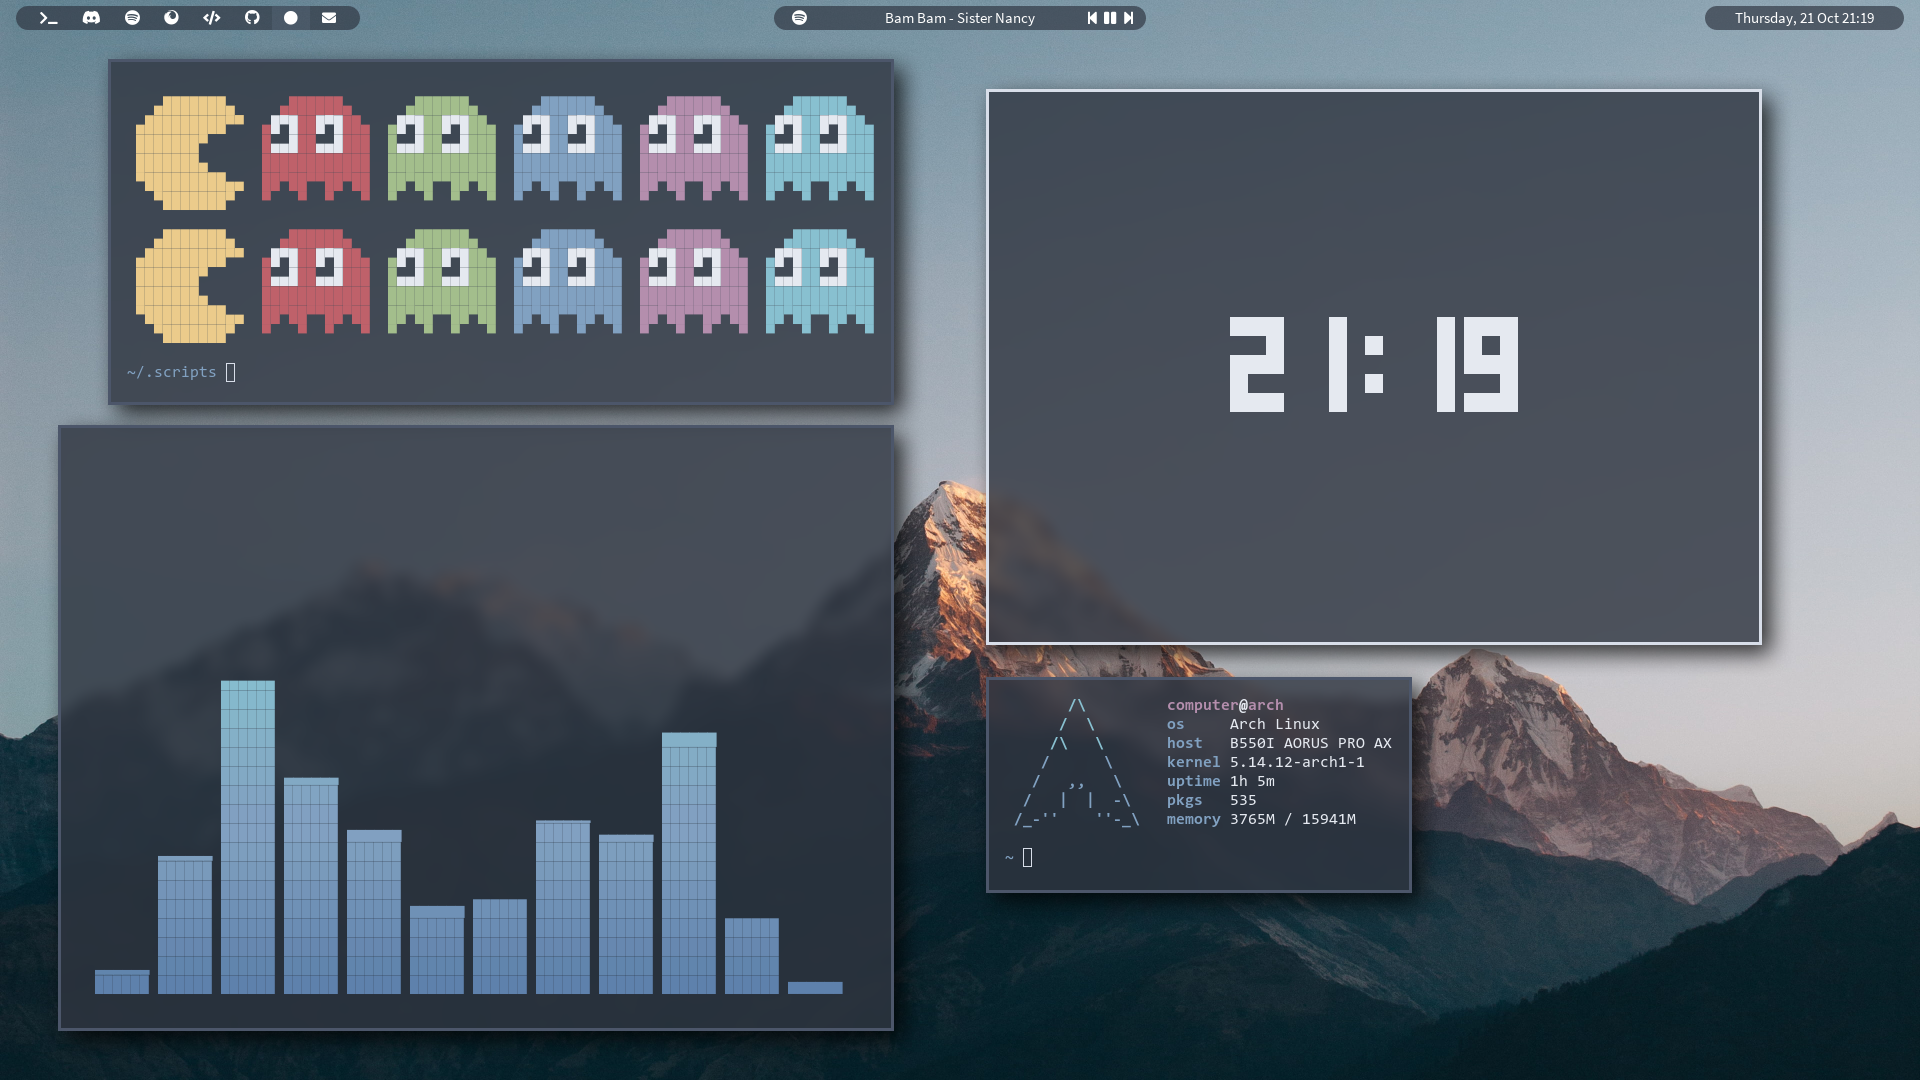 Bam Bam - Sister Nancy
Thursday, 21 Oct 21:19
~/.scripts
21:19
computer@arch
os Arch Linux
host B550I AORUS PRO AX
kernel 5.14.12-arch1-1
uptime 1h 5m
pkgs 535
memory 3765M / 15941M
~